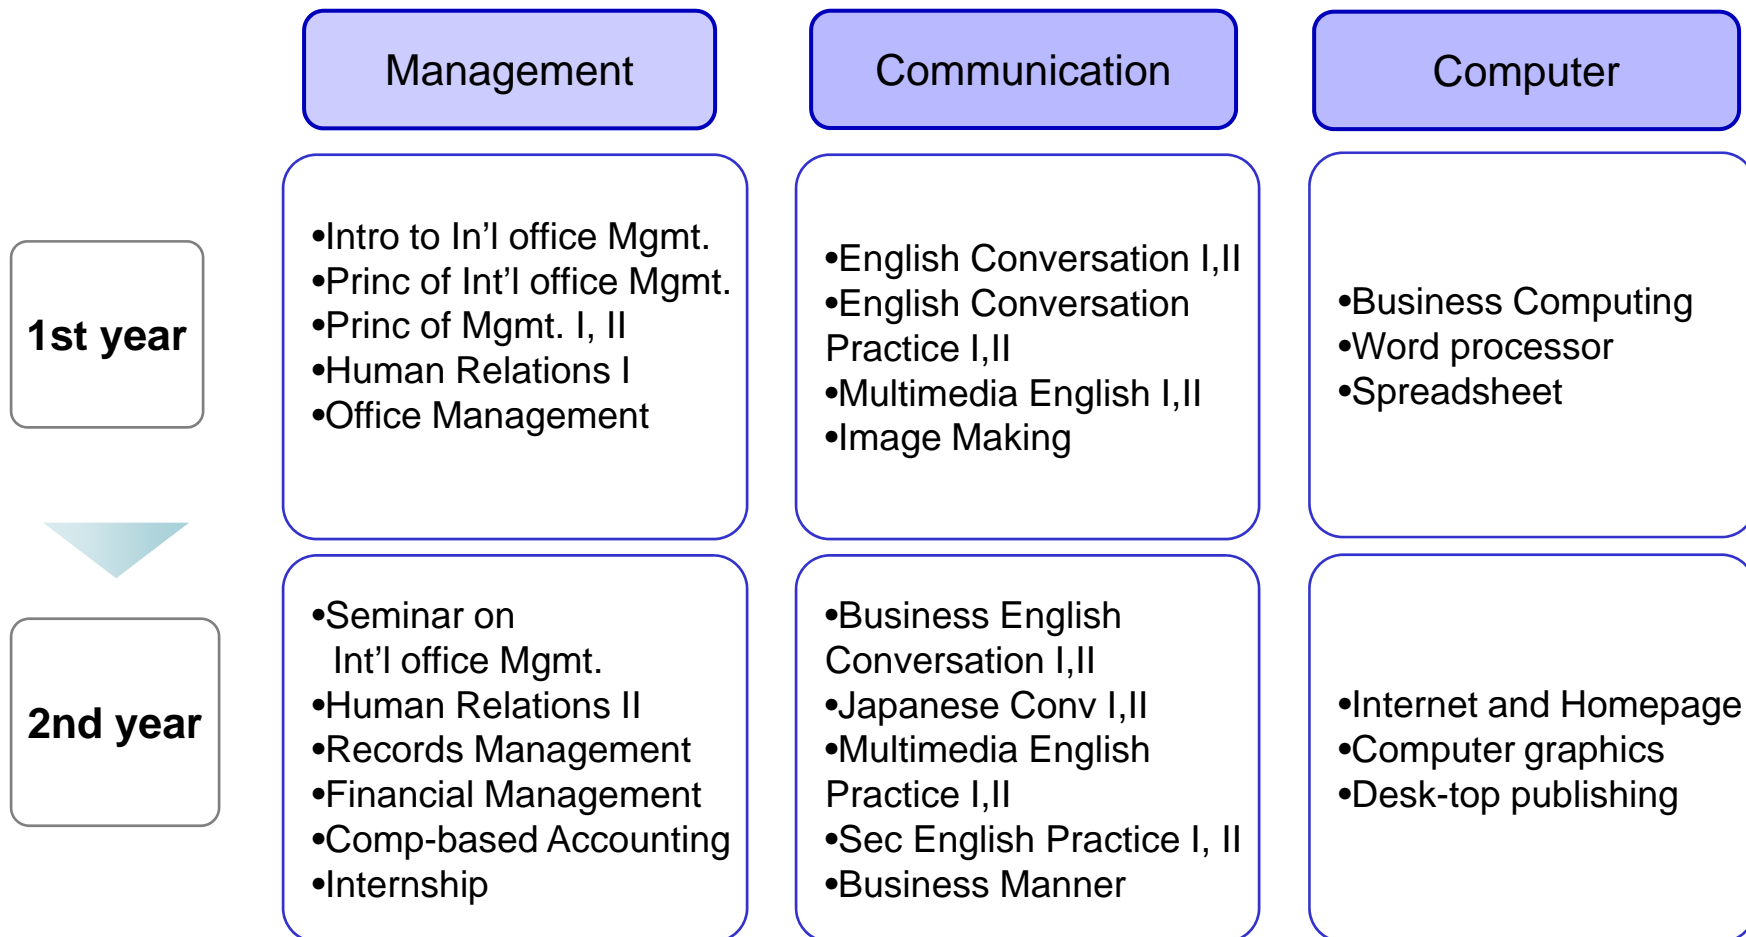 Management
Communication
Computer
1st year
•Intro to In’l office Mgmt.
•Princ of Int’l office Mgmt.
•Princ of Mgmt. I, II
•Human Relations I
•Office Management
•English Conversation I,II
•English Conversation
Practice I,II
•Multimedia English I,II
•Image Making
•Business Computing
•Word processor
•Spreadsheet
2nd year
•Seminar on
Int’l office Mgmt.
•Human Relations II
•Records Management
•Financial Management
•Comp-based Accounting
•Internship
•Business English
Conversation I,II
•Japanese Conv I,II
•Multimedia English
Practice I,II
•Sec English Practice I, II
•Business Manner
•Internet and Homepage
•Computer graphics
•Desk-top publishing